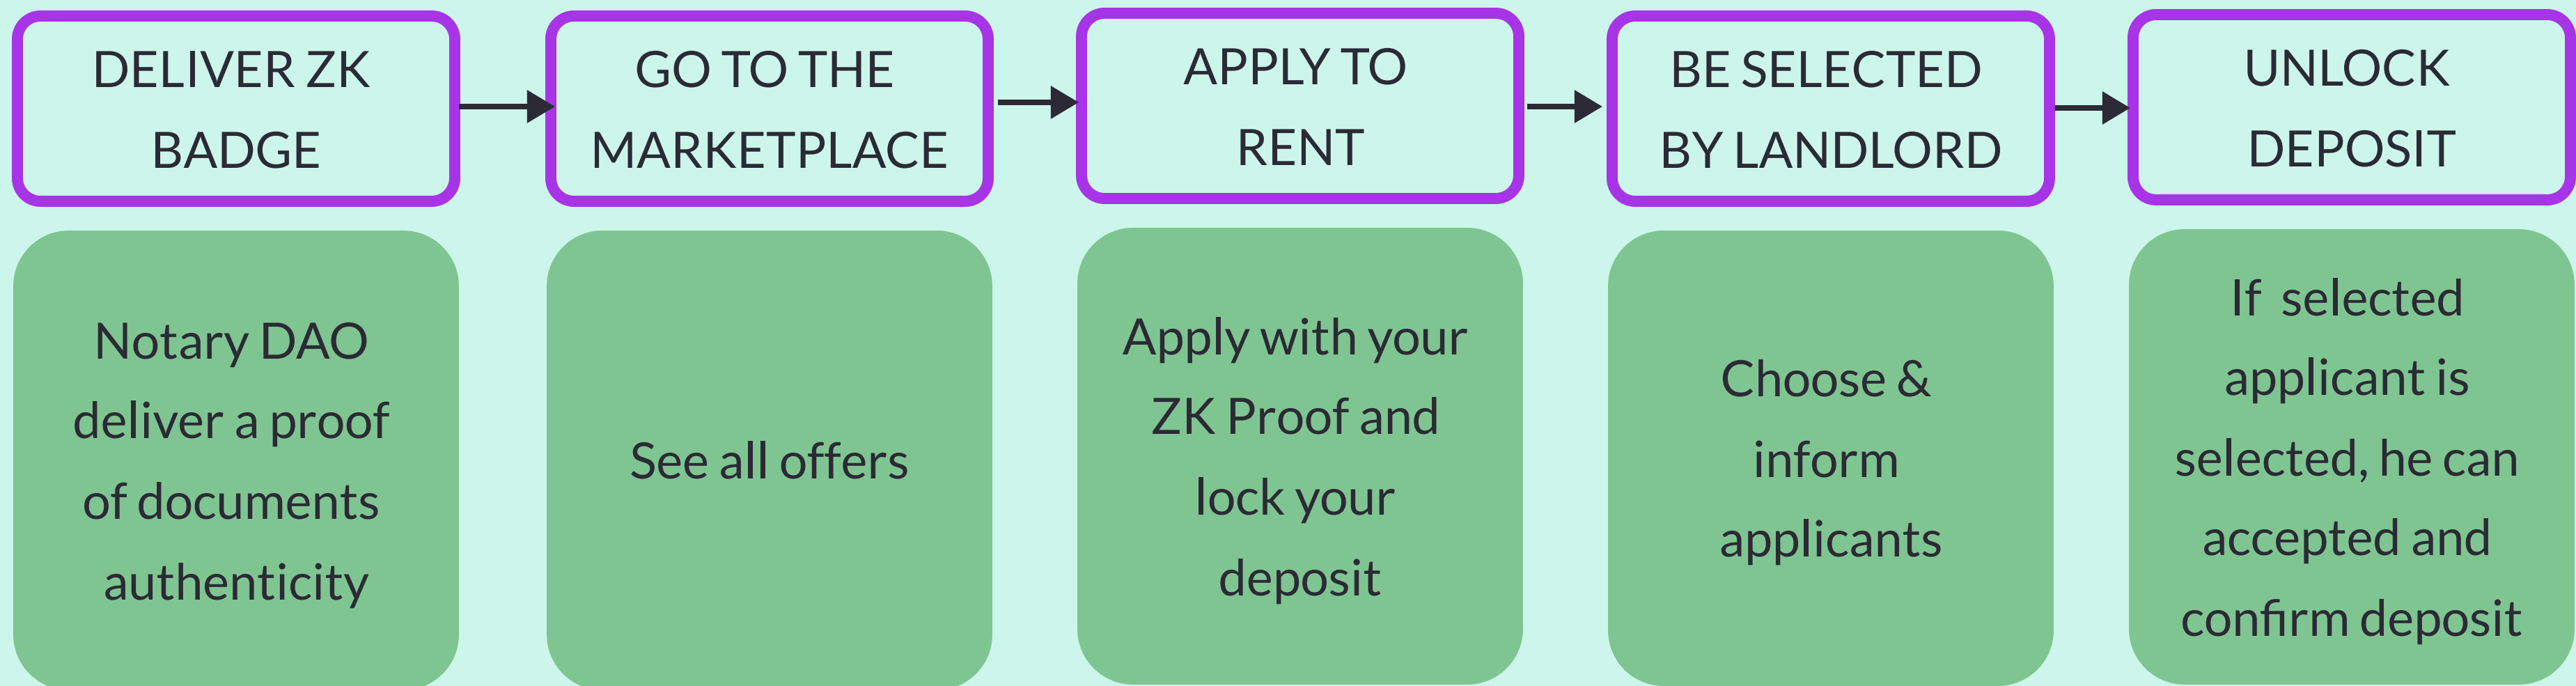 DELIVER ZK
BADGE
GO TO THE
MARKETPLACE
APPLY TO
RENT
BE SELECTED
BY LANDLORD
UNLOCK
DEPOSIT
Notary DAO
deliver a proof
of documents
authenticity
See all offers
Apply with your
ZK Proof and
lock your
deposit
Choose &
inform
applicants
If selected
applicant is
selected, he can
accepted and
confirm deposit